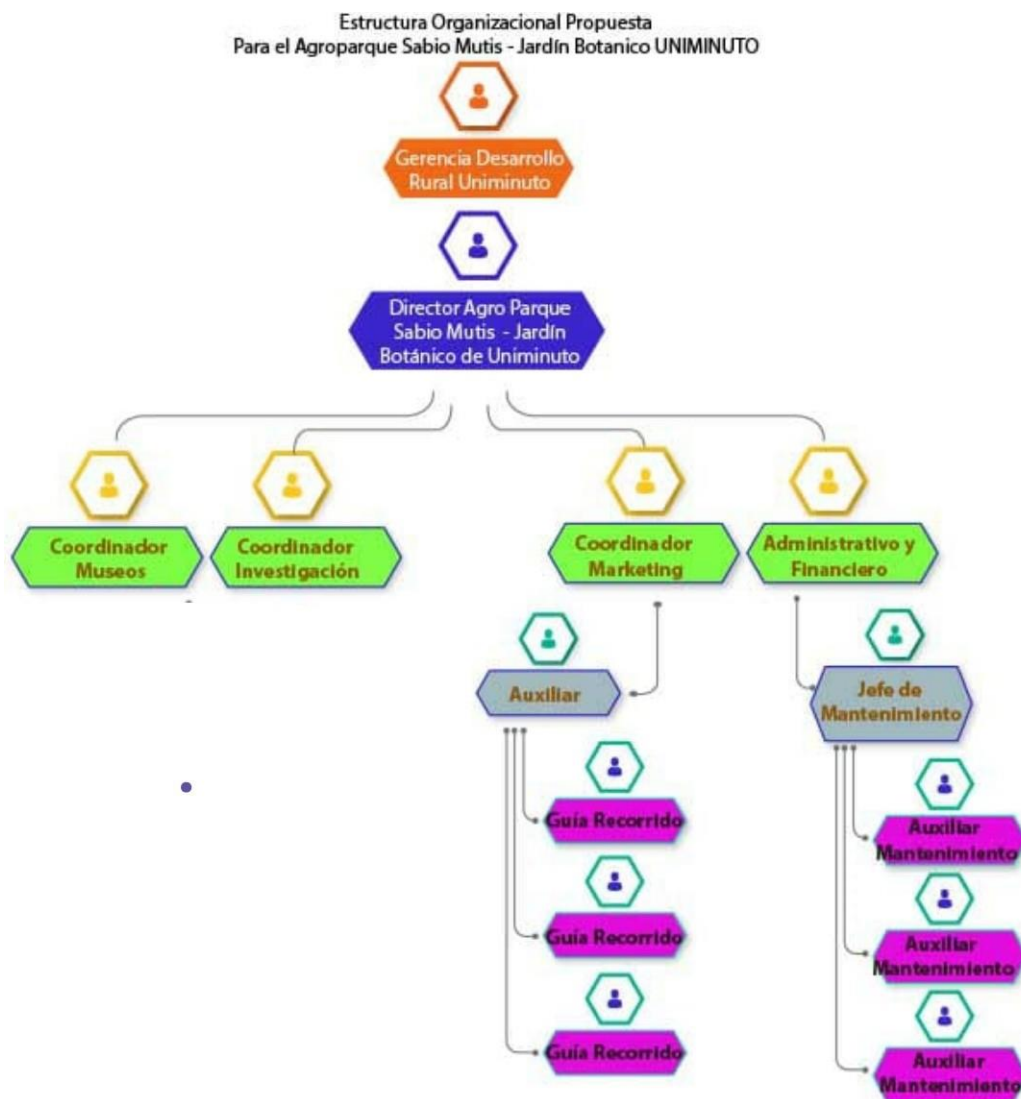 Estructura Organizacional Propuesta
Para el Agroparque Sabio Mutis - Jardín Botanico UNIMINUTO
Gerencia Desarrollo
Rural Uniminuto
Director Agro Parque
Sabio Mutis - Jardín
Botánico de Uniminuto
Coordinador
Museos
Coordinador
Investigación
Coordinador
Marketing
Administrativo y
Financiero
Auxiliar
Jefe de
Mantenimiento
Guía Recorrido
Guía Recorrido
Guía Recorrido
Auxiliar
Mantenimiento
Auxiliar
Mantenimiento
Auxiliar
Mantenimiento